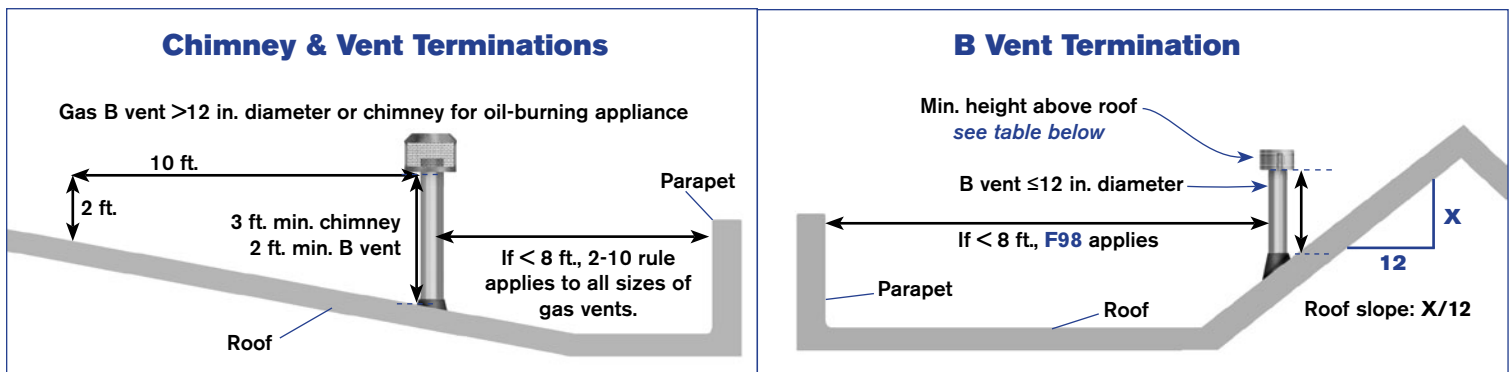 Chimney & Vent Terminations
Gas B vent >12 in. diameter or chimney for oil-burning appliance
10 ft.
2 ft.
3 ft. min. chimney
2 ft. min. B vent
Parapet
If < 8 ft., 2-10 rule
applies to all sizes of
gas vents.
Roof
B Vent Termination
Min. height above roof
see table below
B vent ≤12 in. diameter
If < 8 ft., F98 applies
X
12
Parapet
Roof
Roof slope: X/12